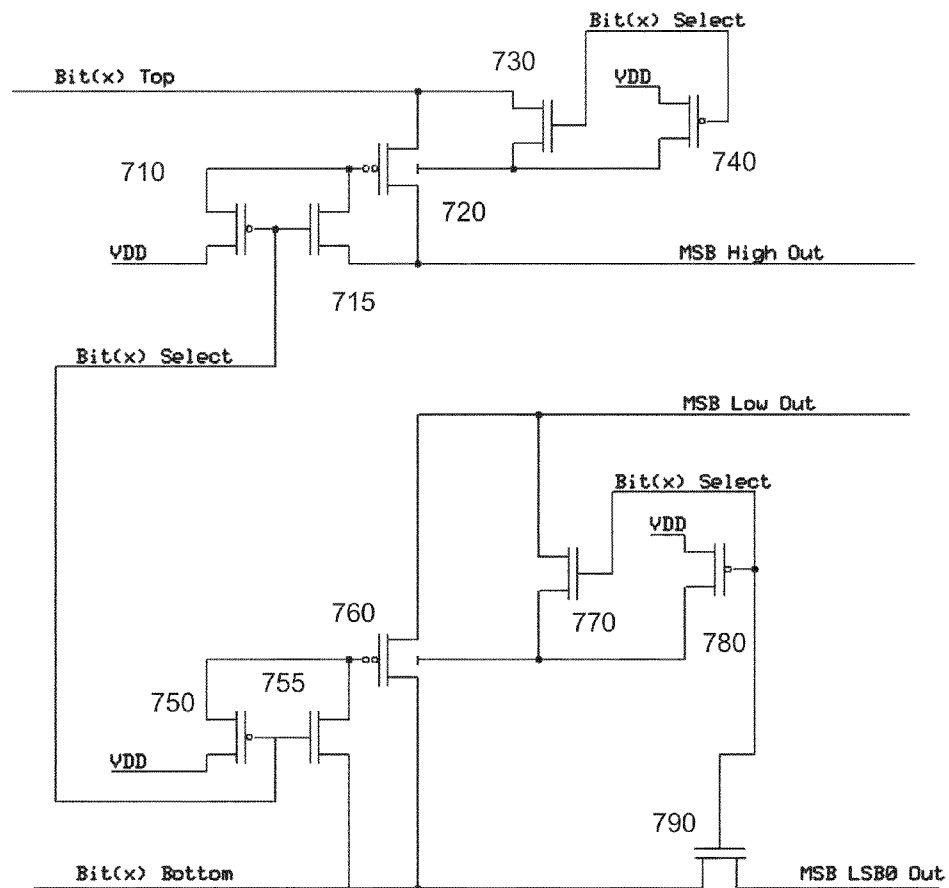 Bit(x) Select
730
Bit(x) Top
VDD
710
740
720
VDD
MSB High Out
715
Bit(x) Select
MSB Low Out
Bit(x) Select
VDD
760
770
780
755
750
VDD
790
Bit(x) Bottom
MSB LSB0 Out